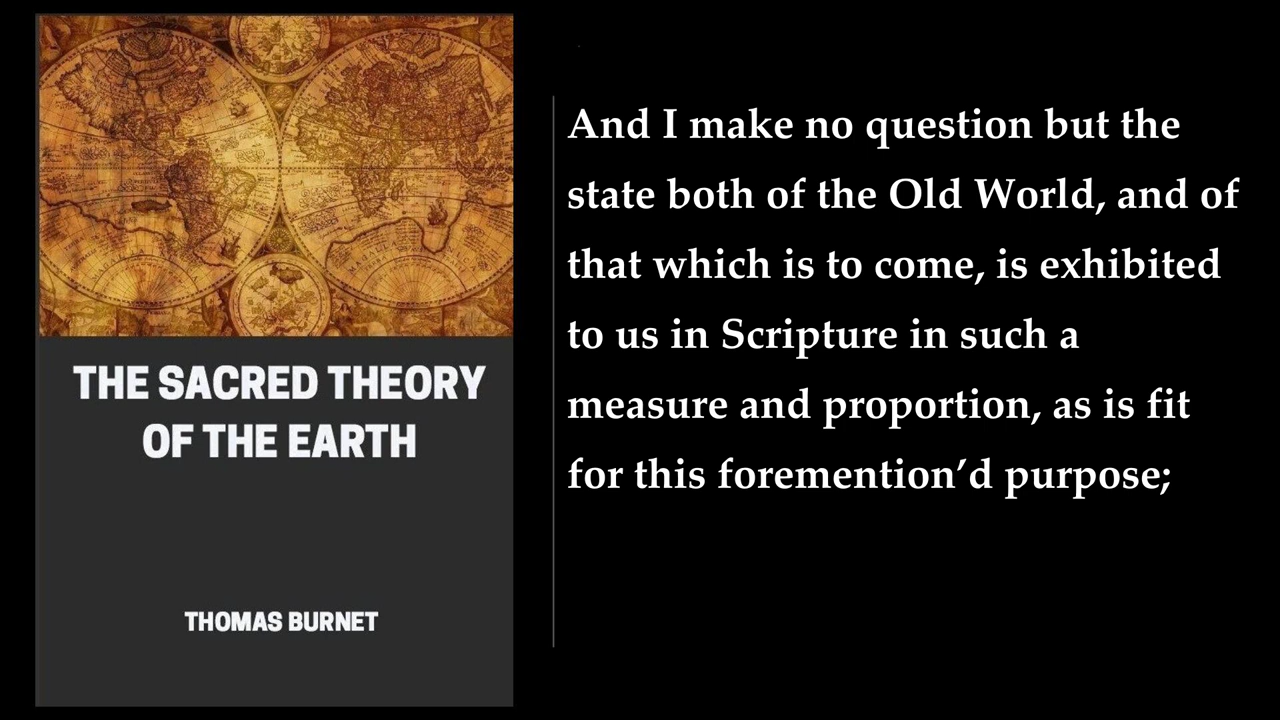 THE SACRED THEORY
OF THE EARTH
THOMAS BURNET
And I make no question but the
state both of the Old World, and of
that which is to come, is exhibited
to us in Scripture in such a
measure and proportion, as is fit
for this foremention’d purpose;